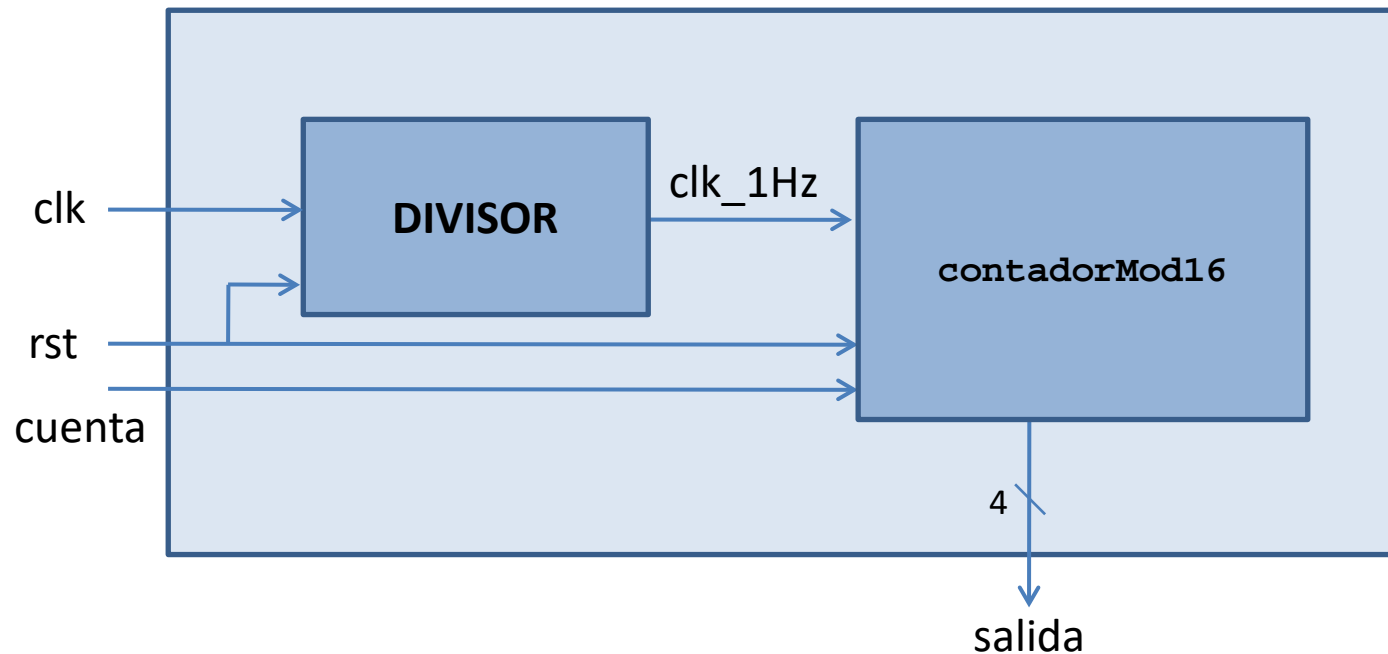 clk
DIVISOR
clk_1Hz
contadorMod16
rst
cuenta
4
salida